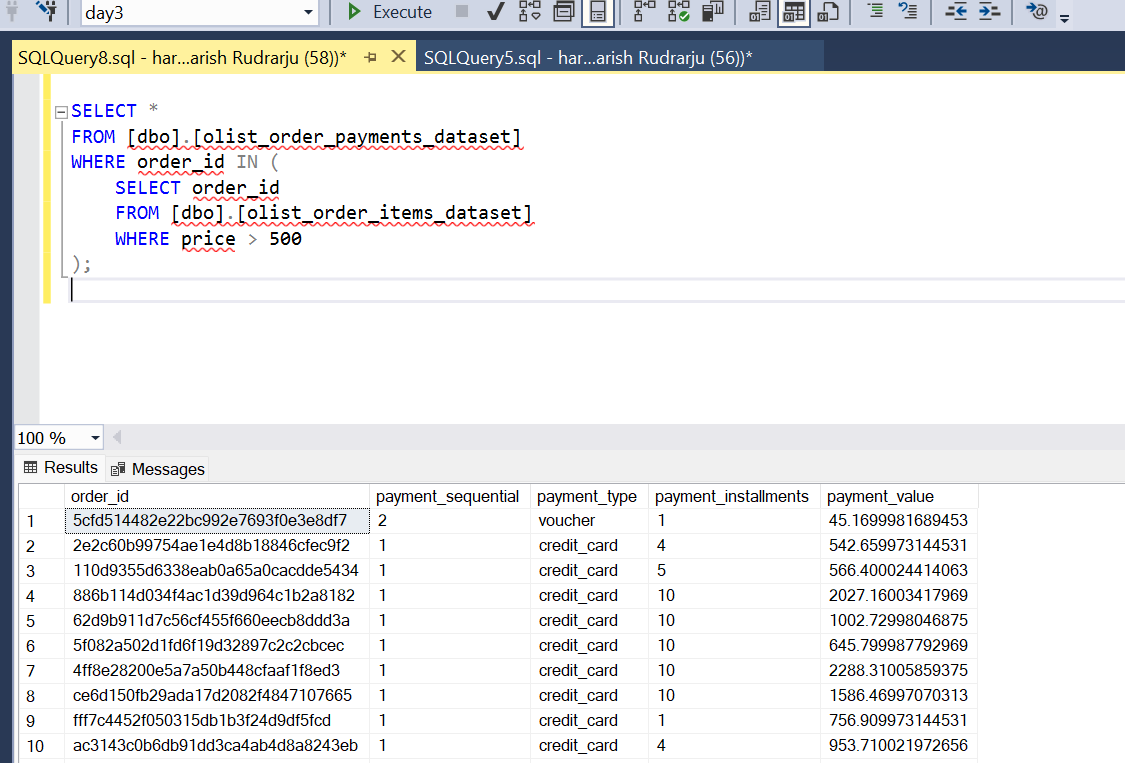 day3 Execute
SQLQuery8.sql - har...arish Rudrarju (58))* SQLQuery5.sql - har...arish Rudrarju (56))*
SELECT *
FROM [dbo].[olist_order_payments_dataset]
WHERE order_id IN (
SELECT order_id
FROM [dbo].[olist_order_items_dataset]
WHERE price > 500
);
100 %
Results Messages
order_id payment_sequential payment_type payment_installments payment_value
1 5cfd514482e22bc992e7693f0e3e8df7 2 voucher 1 45.1699981689453
2 2e2c60b99754ae1e4d8b18846cfec9f2 1 credit_card 4 542.659973144531
3 110d9355d6338eab0a65a0cacdde5434 1 credit_card 5 566.400024414063
4 886b114d034f4ac1d39d964c1b2a8182 1 credit_card 10 2027.16003417969
5 62d9b911d7c56cf455f660eecb8ddd3a 1 credit_card 10 1002.72998046875
6 5f082a502d1fd6f19d32897c2c2cbcec 1 credit_card 10 645.799987792969
7 4ff8e28200e5a7a50b448cfaaf1f8ed3 1 credit_card 10 2288.31005859375
8 ce6d150fb29ada17d2082f4847107665 1 credit_card 10 1586.46997070313
9 fff7c4452f050315db1b3f24d9df5fcd 1 credit_card 1 756.909973144531
10 ac3143c0b6db91dd3ca4ab4d8a8243eb 1 credit_card 4 953.710021972656